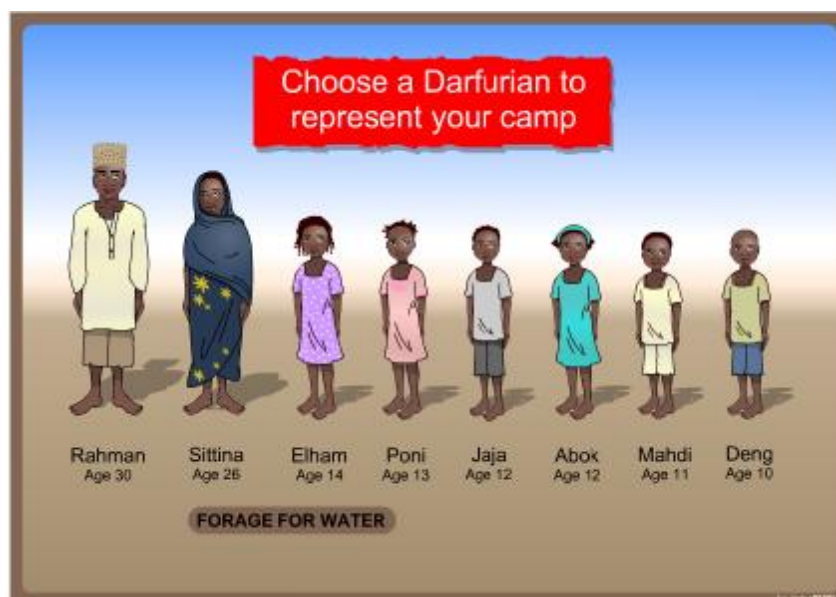 Choose a Darfurian to
represent your camp
Rahman
Age 30
Sittina
Age 26
Elham
Age 14
Poni
Age 13
Jaja
Age 12
Abok
Age 12
Mahdi
Age 11
Deng
Age 10
FORAGE FOR WATER